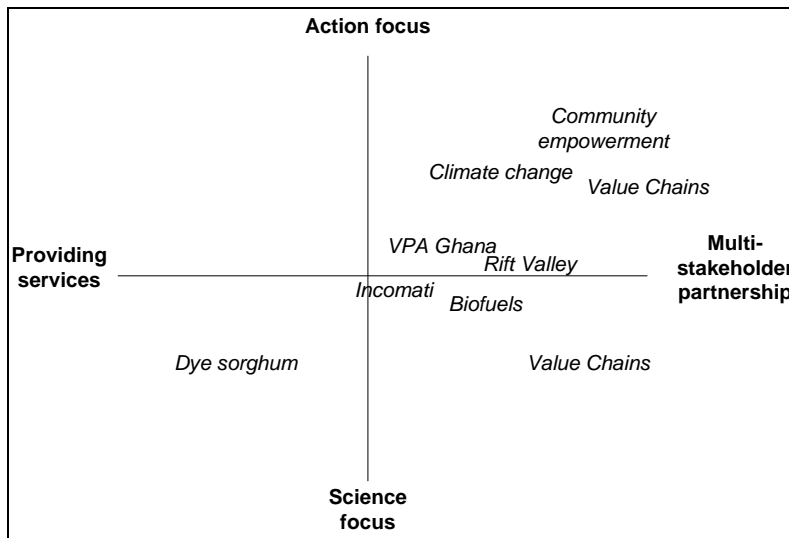 Action focus
Community
empowerment
Climate change
Value Chains
VPA Ghana
Rift Valley
Providing
services
Multi-
stakeholder
partnership
Incomati
Biofuels
Dye sorghum
Value Chains
Science
focus